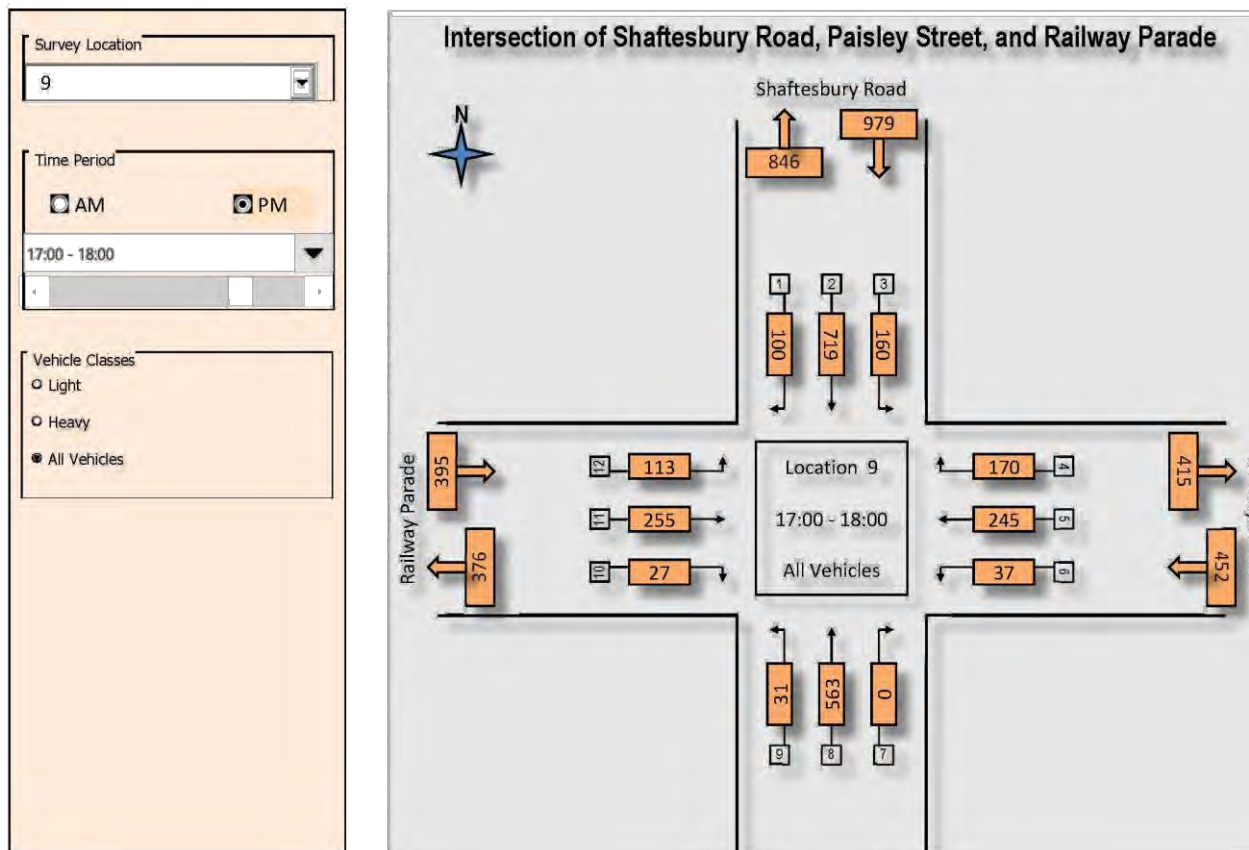 Survey Location
9
Time Period
AM
PM
17:00 - 18:00
Vehicle Classes
Light
Heavy
All Vehicles
Intersection of Shaftesbury Road, Paisley Street, and Railway Parade
Shaftesbury Road
N
846
979
1
2
3
100
719
160
Railway Parade
395
376
12
113
11
255
10
27
Location 9
17:00 - 18:00
All Vehicles
170
4
245
5
37
6
415
452
31
563
0
9
8
7